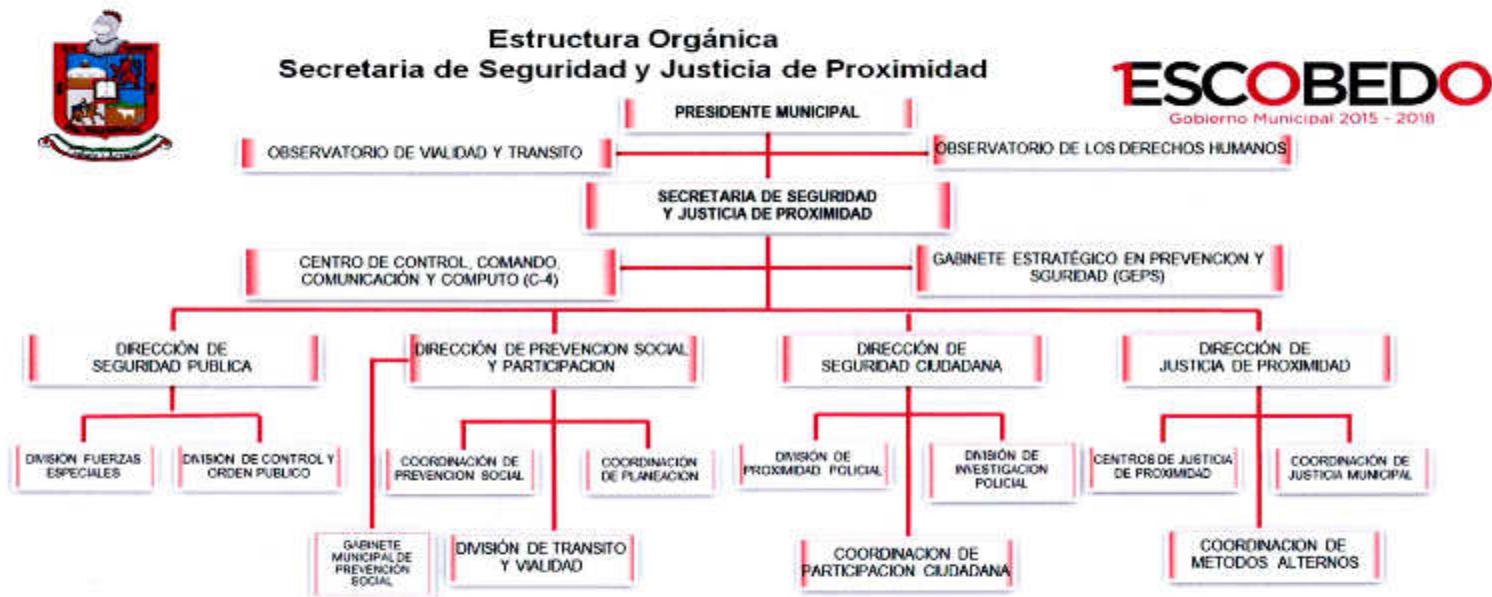 Estructura Orgánica
Secretaria de Seguridad y Justicia de Proximidad
1ESCOBEDO
Gobierno Municipal 2015 - 2018
PRESIDENTE MUNICIPAL
OBSERVATORIO DE VIALIDAD Y TRANSITO
OBSERVATORIO DE LOS DERECHOS HUMANOS
SECRETARIA DE SEGURIDAD
Y JUSTICIA DE PROXIMIDAD
CENTRO DE CONTROL, COMANDO,
COMUNICACIÓN Y COMPUTO (C-4)
GABINETE ESTRATÉGICO EN PREVENCION Y
SGURIDAD (GEPS)
DIRECCIÓN DE
SEGURIDAD PUBLICA
DIRECCIÓN DE PREVENCION SOCIAL
Y PARTICIPACION
DIRECCIÓN DE
SEGURIDAD CIUDADANA
DIRECCIÓN DE
JUSTICIA DE PROXIMIDAD
DIVISIÓN FUERZAS
ESPECIALES
DIVISIÓN DE CONTROL Y
ORDEN PUBLICO
COORDINACIÓN DE
PREVENCION SOCIAL
COORDINACIÓN
DE PLANEACION
DIVISIÓN DE
PROXIMIDAD POLICIAL
DIVISIÓN DE
INVESTIGACION
POLICIAL
CENTROS DE JUSTICIA
DE PROXIMIDAD
COORDINACIÓN DE
JUSTICIA MUNICIPAL
GABINETE
MUNICIPAL DE
PREVENCIÓN
SOCIAL
DIVISIÓN DE TRANSITO
Y VIALIDAD
COORDINACION DE
PARTICIPACION CIUDADANA
COORDINACION DE
METODOS ALTERNOS